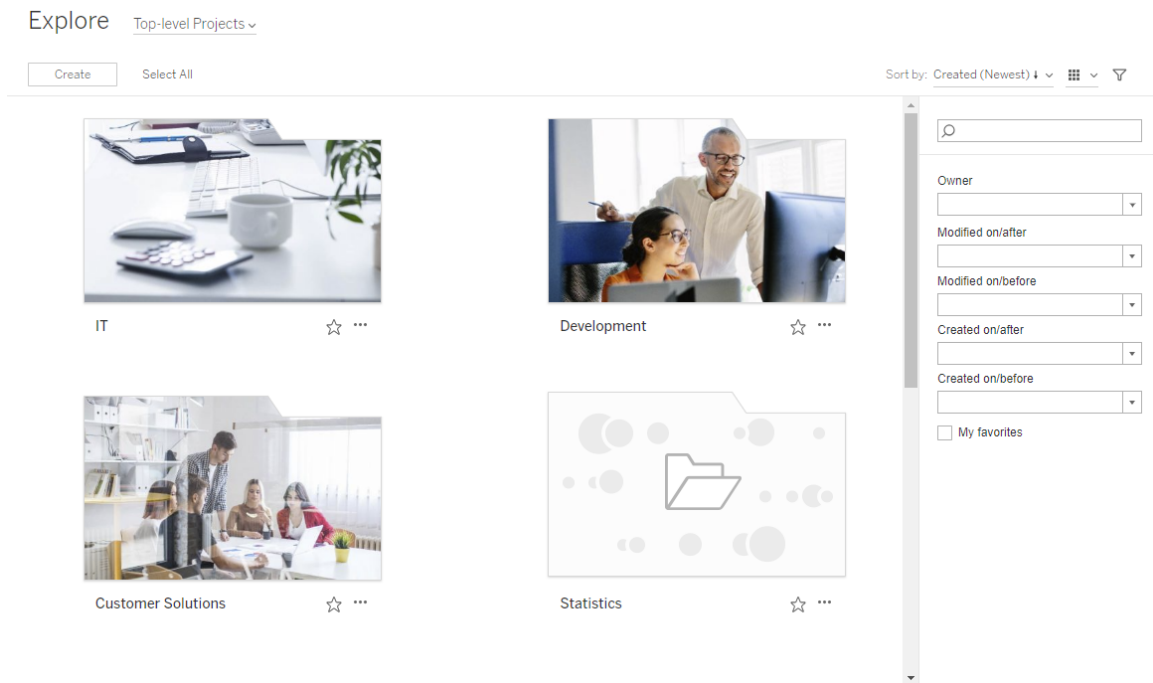 Explore
Top-level Projects
Create
Select All
Sort by: Created (Newest)
IT
Development
Customer Solutions
Statistics
Owner
Modified on/after
Modified on/before
Created on/after
Created on/before
My favorites